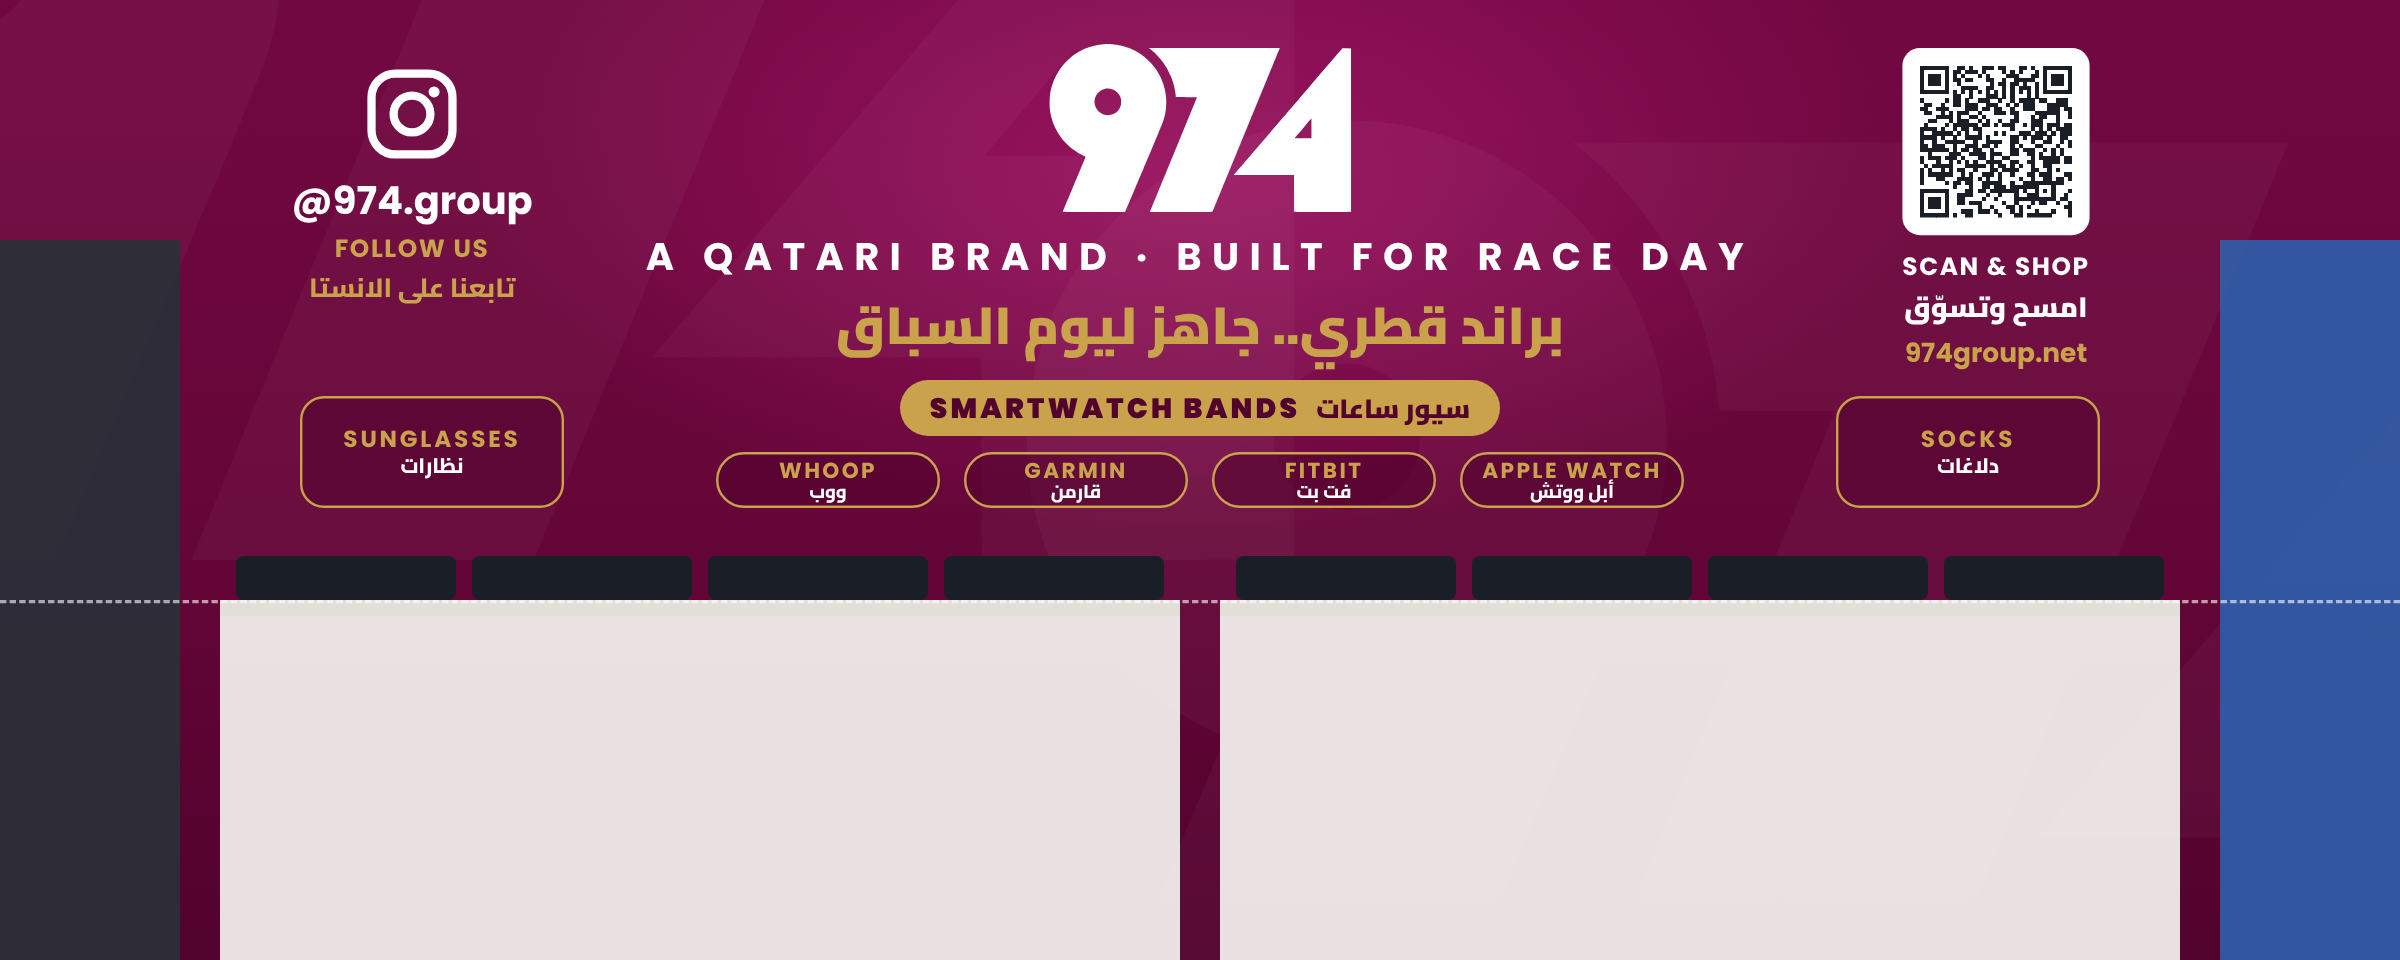 974
@974.group
FOLLOW US
تابعنا على الانستا
A QATARI BRAND · BUILT FOR RACE DAY
براند قطري.. جاهز ليوم السباق
SCAN & SHOP
امسح وتسوّق
974group.net
SMARTWATCH BANDS سيور ساعات
SUNGLASSES
نظارات
WHOOP
ووب
GARMIN
قارمن
FITBIT
فت بت
APPLE WATCH
أبل ووتش
SOCKS
دلاغات